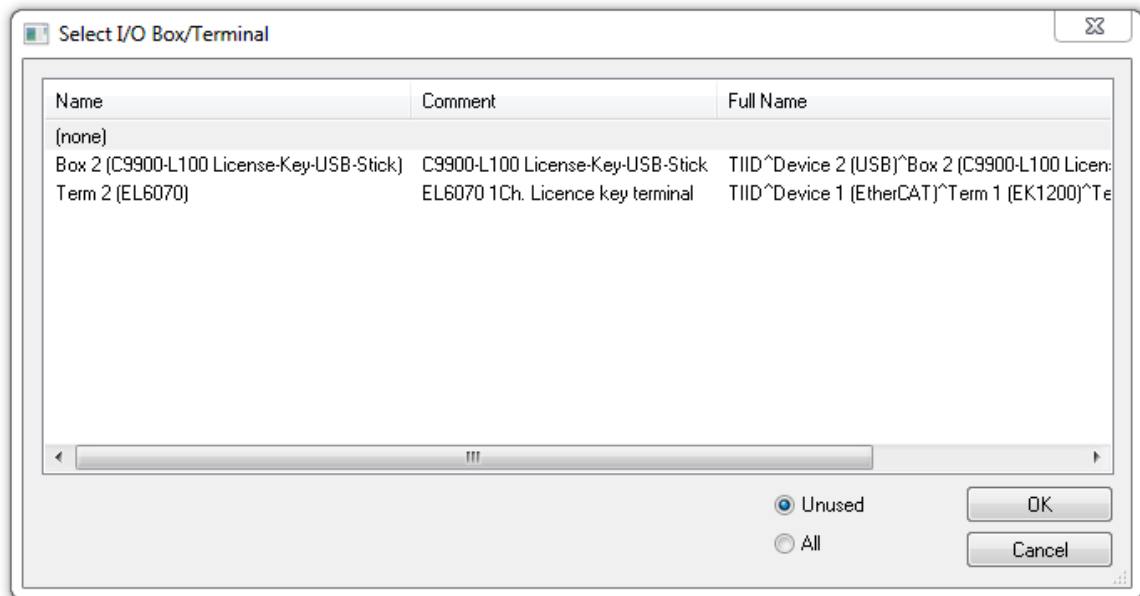 Select I/O Box/Terminal
Name Comment Full Name
(none)
Box 2 (C9900-L100 License-Key-USB-Stick) C9900-L100 License-Key-USB-Stick TIID^Device 2 (USB)^Box 2 (C9900-L100 Licen
Term 2 (EL6070) EL6070 1Ch. Licence key terminal TIID^Device 1 (EtherCAT)^Term 1 (EK1200)^Te
Unused OK
All Cancel